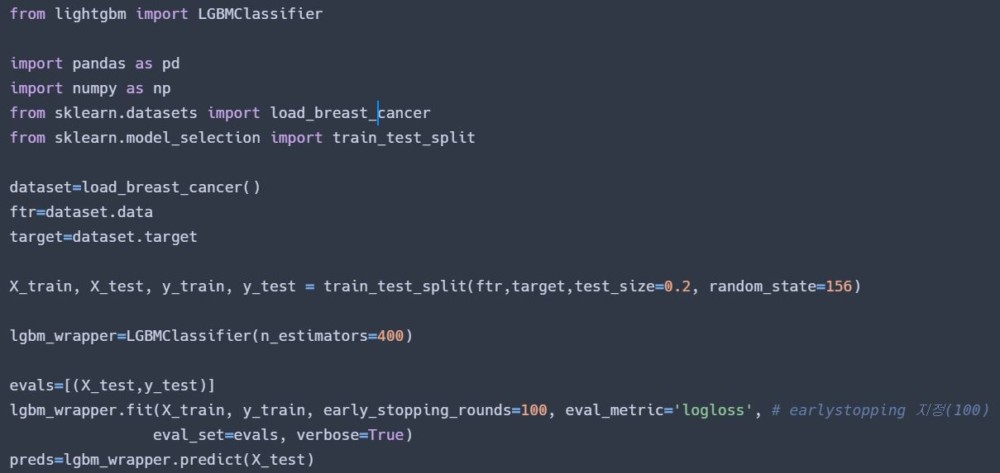 from lightgbm import LGBMClassifier
import pandas as pd
import numpy as np
from sklearn.datasets import load_breast_cancer
from sklearn.model_selection import train_test_split
dataset=load_breast_cancer()
ftr=dataset.data
target=dataset.target
X_train, X_test, y_train, y_test = train_test_split(ftr,target,test_size=0.2, random_state=156)
lgbm_wrapper=LGBMClassifier(n_estimators=400)
evals=[(X_test,y_test)]
lgbm_wrapper.fit(X_train, y_train, early_stopping_rounds=100, eval_metric='logloss', # earlystopping 지정(100)
                eval_set=evals, verbose=True)
preds=lgbm_wrapper.predict(X_test)